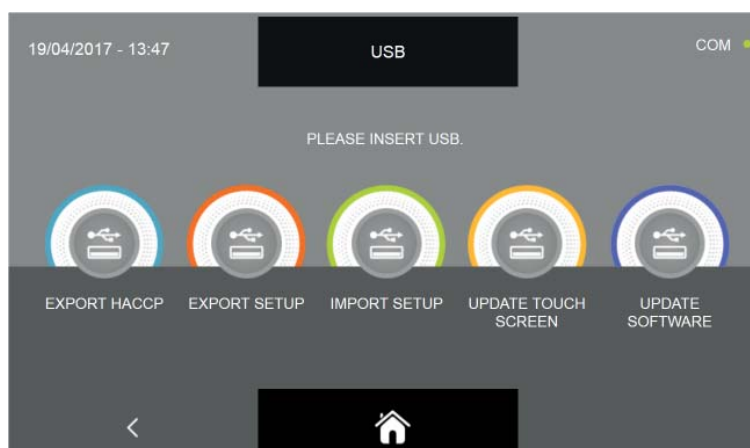 19/04/2017 - 13:47
USB
COM
PLEASE INSERT USB.
EXPORT HACCP
EXPORT SETUP
IMPORT SETUP
UPDATE TOUCH
SCREEN
UPDATE
SOFTWARE